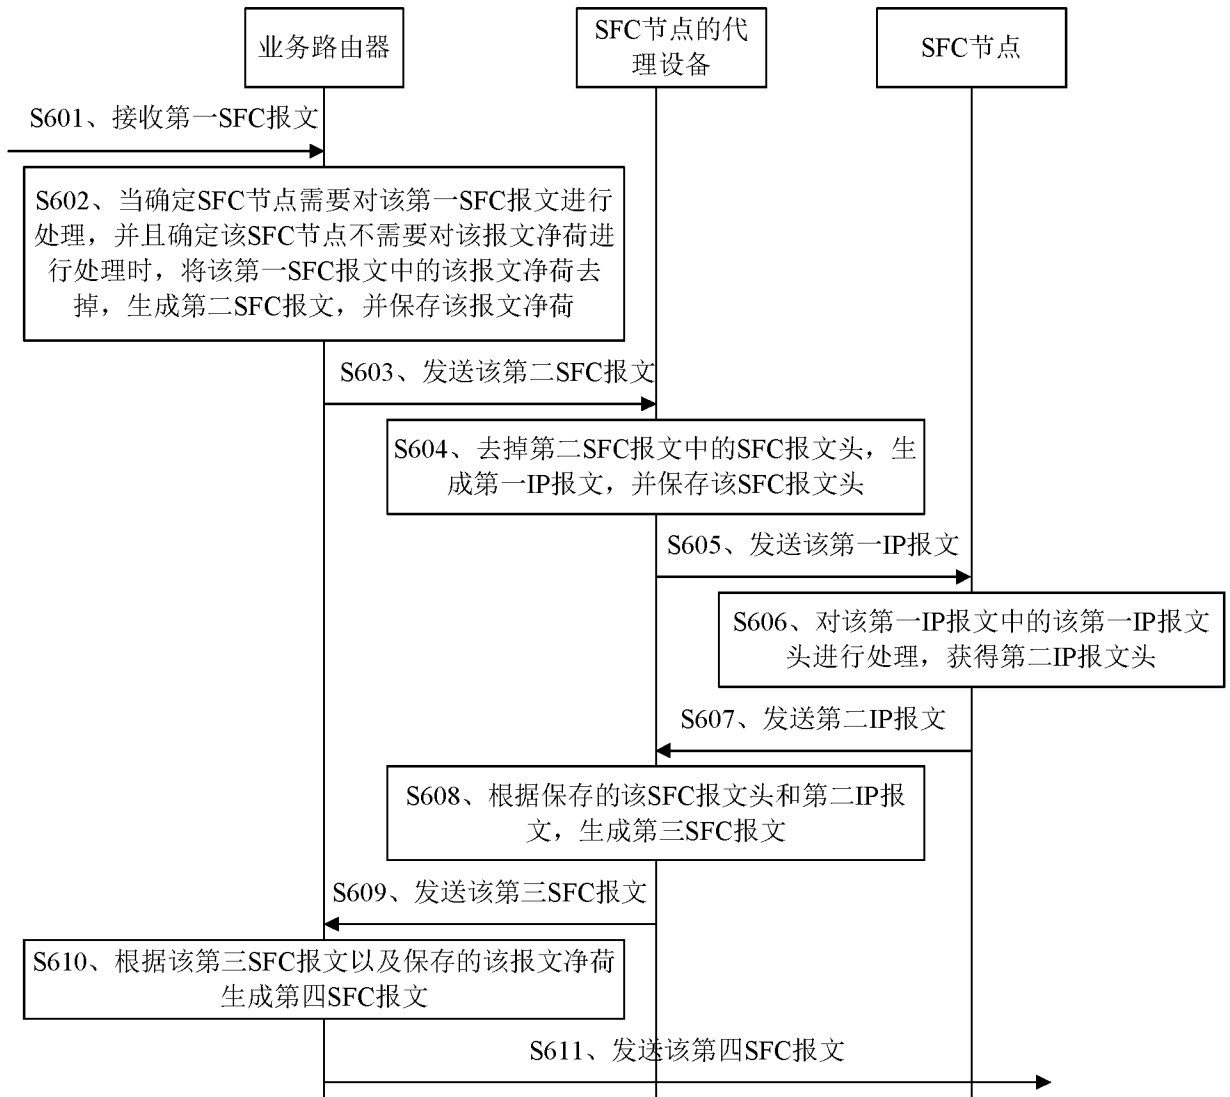 业务路由器
SFC节点的代
理设备
SFC节点
S601、接收第一SFC报文
S602、当确定SFC节点需要对该第一SFC报文进行
处理，并且确定该SFC节点不需要对该报文净荷进
行处理时，将该第一SFC报文中的该报文净荷去
掉，生成第二SFC报文，并保存该报文净荷
S603、发送该第二SFC报文
S604、去掉第二SFC报文中的SFC报文头，生
成第一IP报文，并保存该SFC报文头
S605、发送该第一IP报文
S606、对该第一IP报文中的该第一IP报文
头进行处理，获得第二IP报文头
S607、发送第二IP报文
S608、根据保存的该SFC报文头和第二IP报
文，生成第三SFC报文
S609、发送该第三SFC报文
S610、根据该第三SFC报文以及保存的该报文净荷
生成第四SFC报文
S611、发送该第四SFC报文